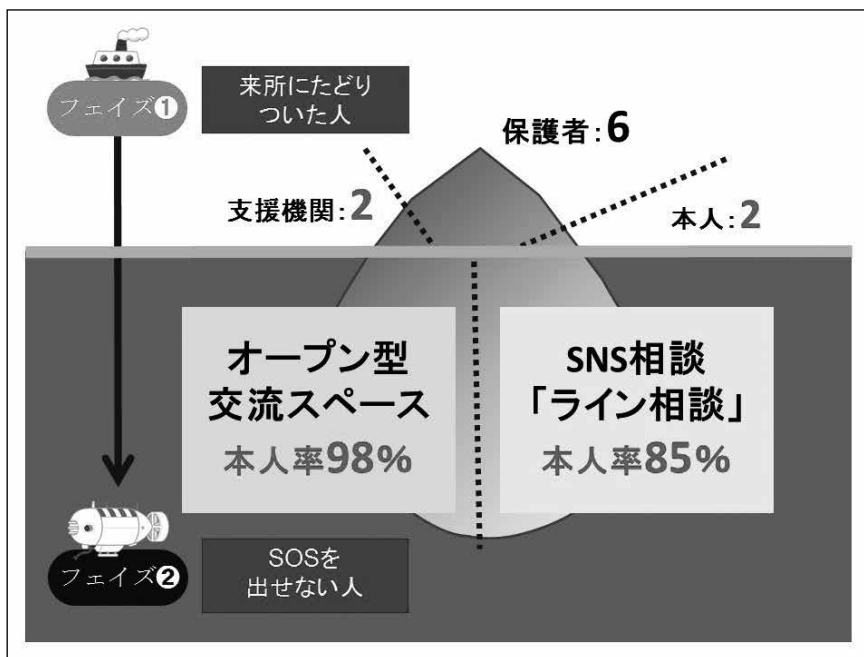 フェイズ❶
来所にたどり
ついた人
保護者:6
支援機関:2
本人:2
オープン型
交流スペース
本人率98%
SNS相談
「ライン相談」
本人率85%
フェイズ❷
SOSを
出せない人